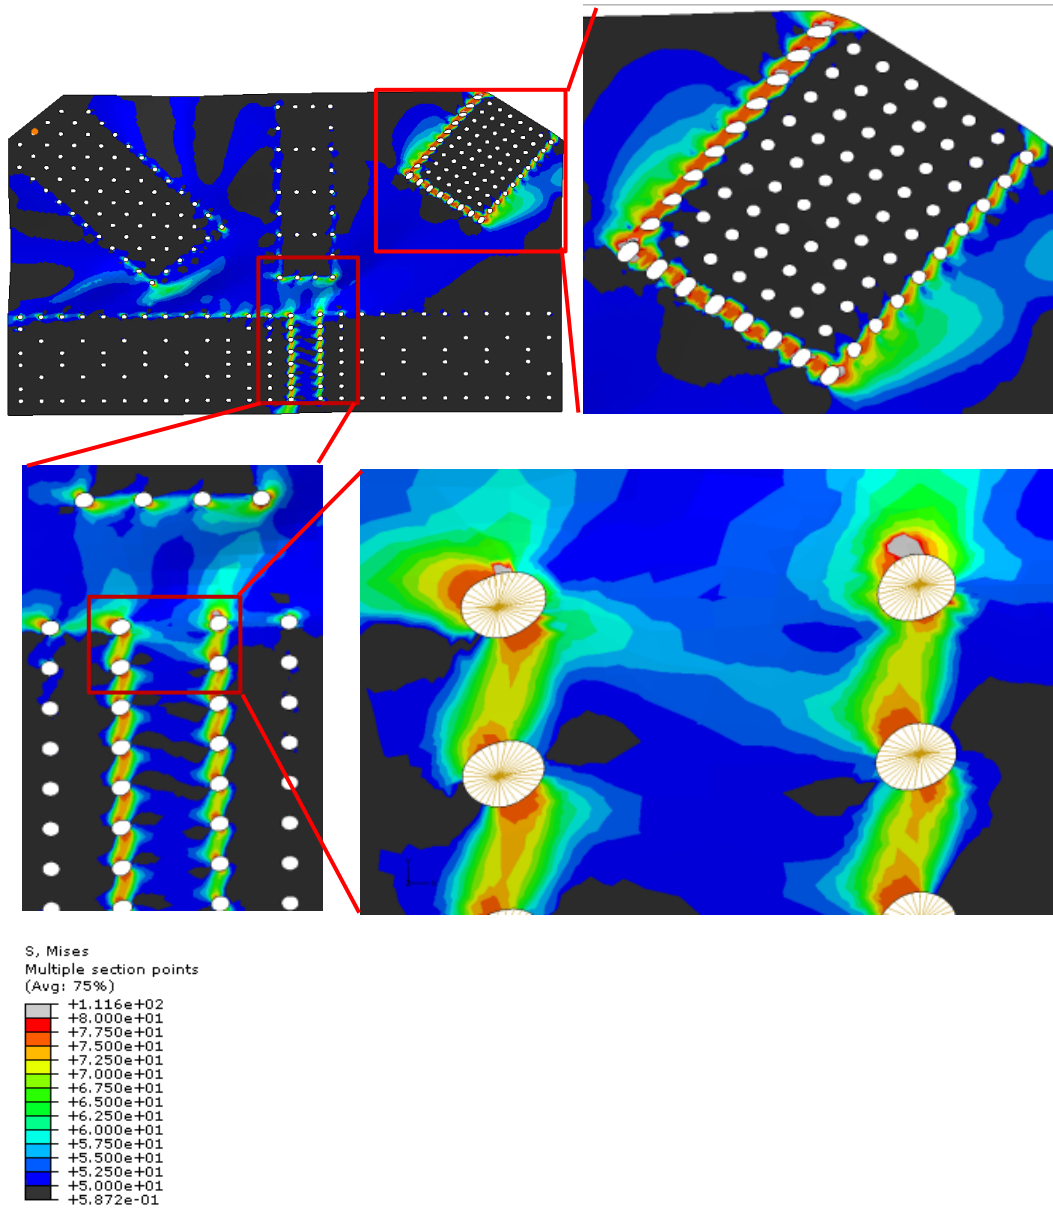 S, Mises
Multiple section points
(Avg: 75%)
+1.116e+02
+8.000e+01
+7.750e+01
+7.500e+01
+7.250e+01
+7.000e+01
+6.750e+01
+6.500e+01
+6.250e+01
+6.000e+01
+5.750e+01
+5.500e+01
+5.250e+01
+5.000e+01
+5.872e-01